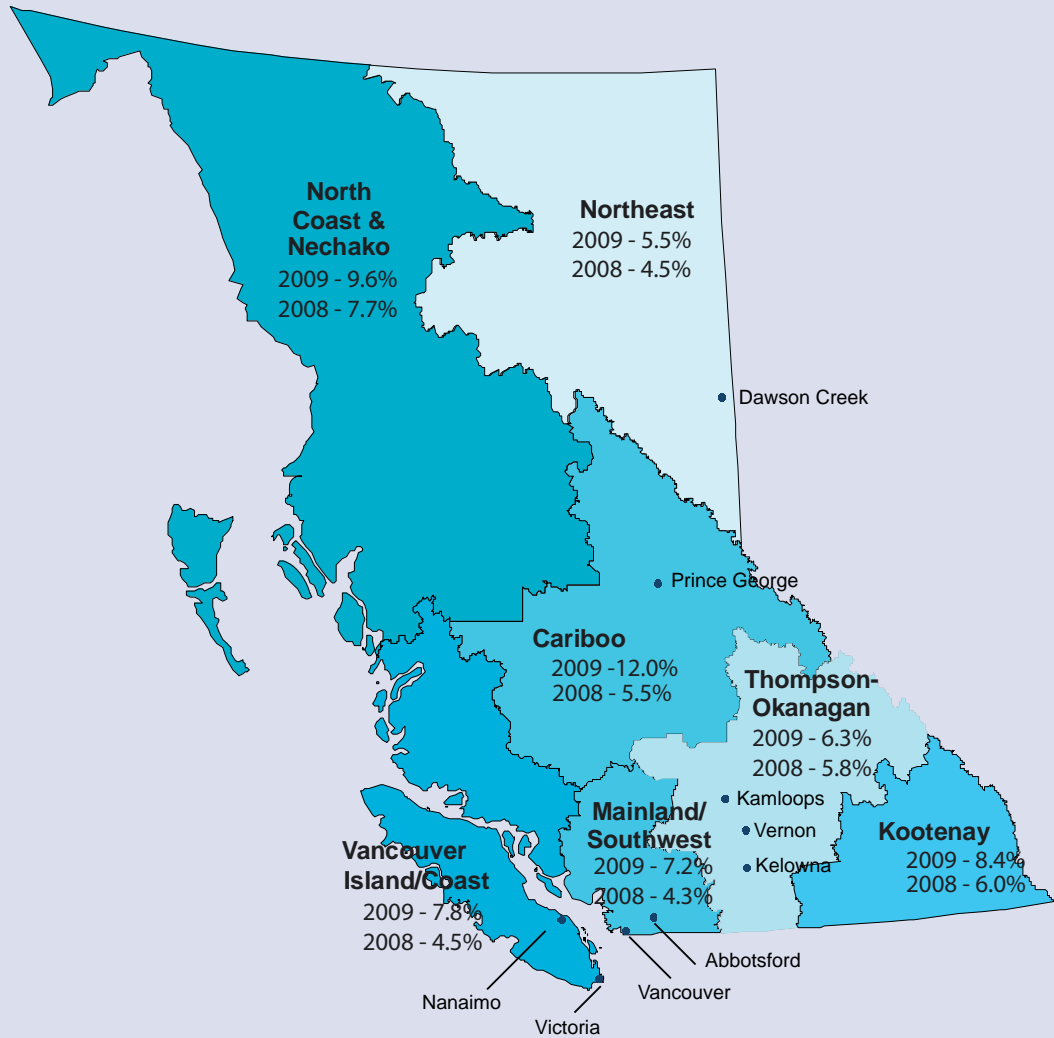 North
Coast &
Nechako
2009 - 9.6%
2008 - 7.7%
Northeast
2009 - 5.5%
2008 - 4.5%
Dawson Creek
Prince George
Cariboo
2009 -12.0%
2008 - 5.5%
Thompson-
Okanagan
2009 - 6.3%
2008 - 5.8%
Kamloops
Vernon
Kelowna
Mainland/
Southwest
2009 - 7.2%
2008 - 4.3%
Kootenay
2009 - 8.4%
2008 - 6.0%
Vancouver
Island/Coast
2009 - 7.8%
2008 - 4.5%
Abbotsford
Vancouver
Nanaimo
Victoria